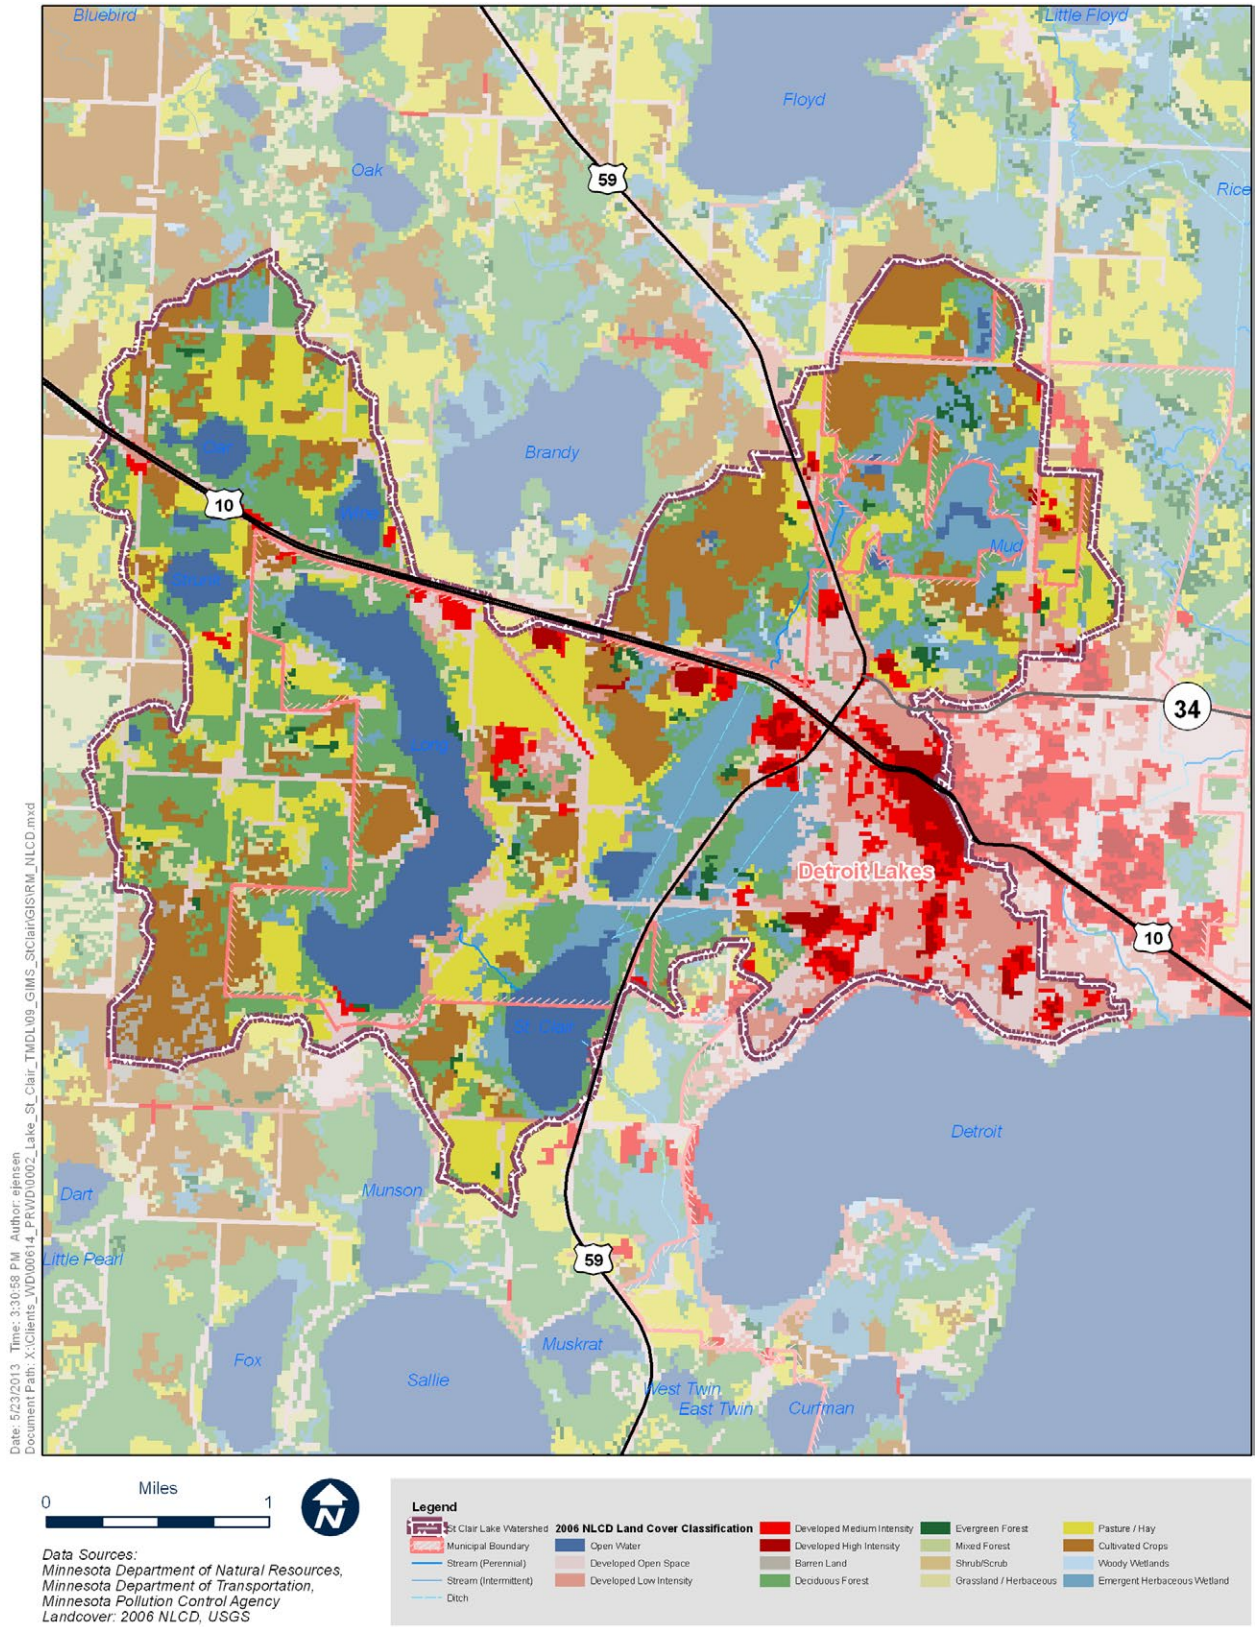 Bluebird
Little Floyd
Floyd
Oak
59
Rice
Brandy
10
Mud
Long
34
Detroit Lakes
10
St. Clair
Detroit
Dart
Munson
Little Pearl
59
Muskrat
Fox
Sallie
West Twin
East Twin
Curfman
Date: 5/23/2013 Time: 3:30:58 PM Author: ejensen
Document Path: X:\Clients_WD\00614_PRWD\0002_Lake_St_Clair_TMDL\09_GIMS_StClair\GIS\RM_NLCD.mxd
Miles
0 1
N
Data Sources:
Minnesota Department of Natural Resources,
Minnesota Department of Transportation,
Minnesota Pollution Control Agency
Landcover: 2006 NLCD, USGS
Legend
St Clair Lake Watershed
Municipal Boundary
Stream (Perennial)
Stream (Intermittent)
Ditch
2006 NLCD Land Cover Classification
Open Water
Developed Open Space
Developed Low Intensity
Developed Medium Intensity
Developed High Intensity
Barren Land
Deciduous Forest
Evergreen Forest
Mixed Forest
Shrub/Scrub
Grassland / Herbaceous
Pasture / Hay
Cultivated Crops
Woody Wetlands
Emergent Herbaceous Wetland